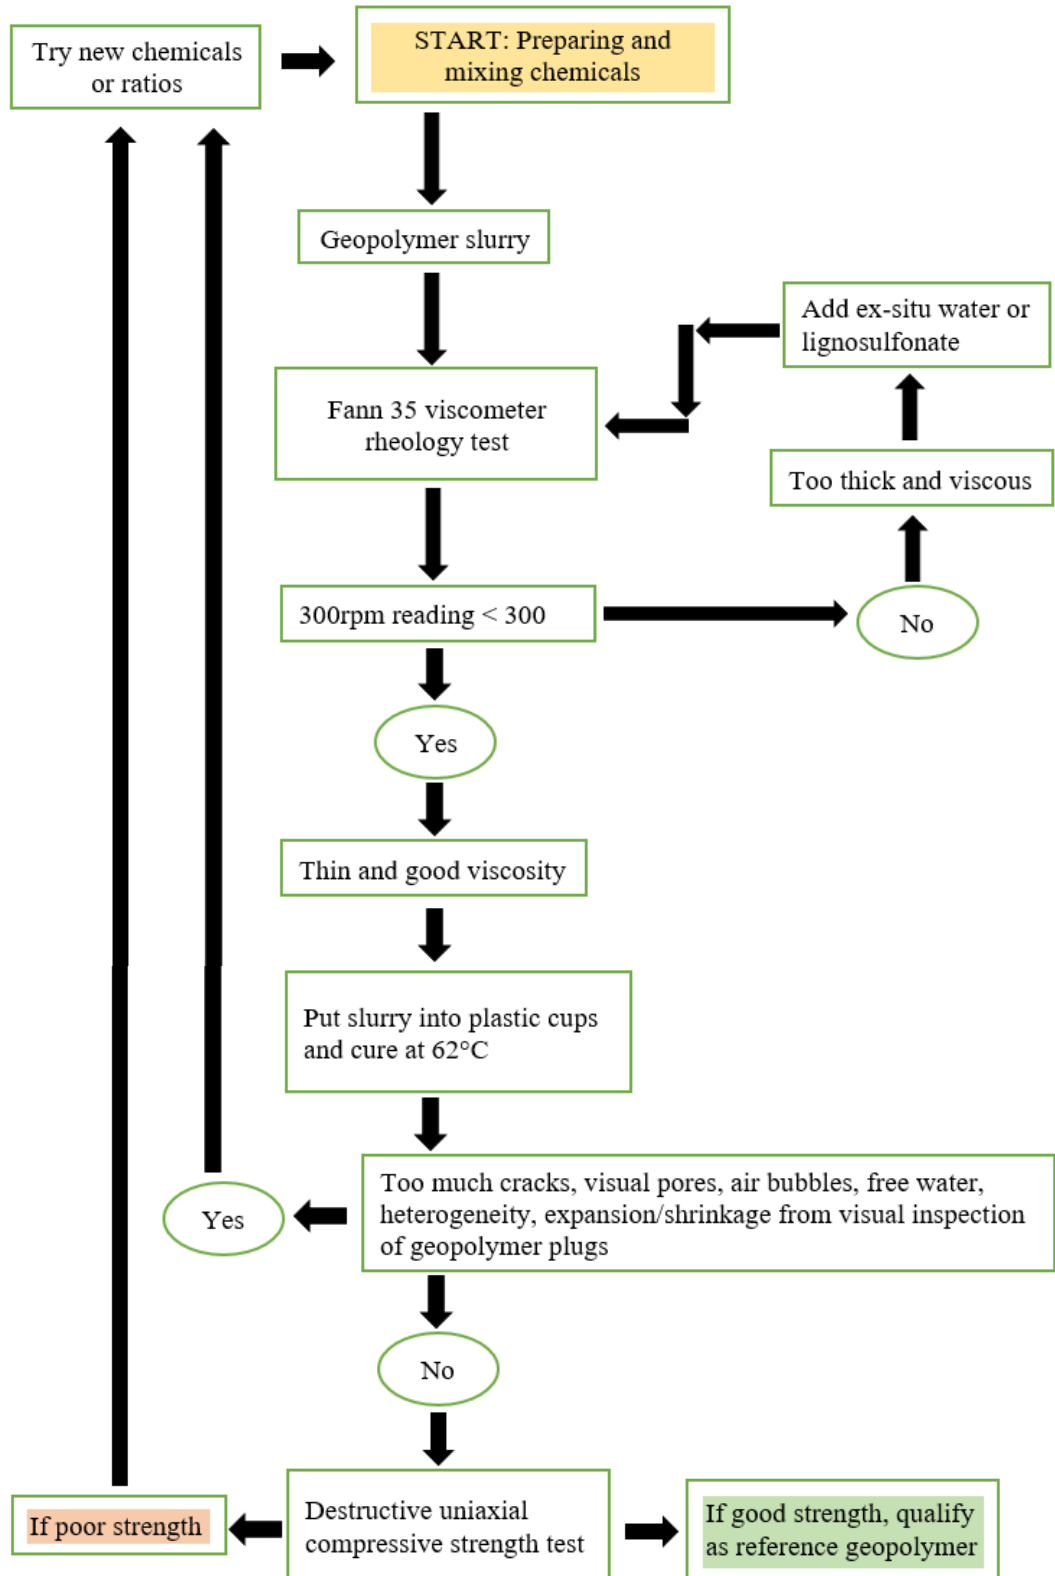 Try new chemicals
or ratios
START: Preparing and
mixing chemicals
Geopolymer slurry
Add ex-situ water or
lignosulfonate
Fann 35 viscometer
rheology test
Too thick and viscous
300rpm reading < 300
No
Yes
Thin and good viscosity
Put slurry into plastic cups
and cure at 62°C
Too much cracks, visual pores, air bubbles, free water,
heterogeneity, expansion/shrinkage from visual inspection
of geopolymer plugs
Yes
No
If poor strength
Destructive uniaxial
compressive strength test
If good strength, qualify
as reference geopolymer